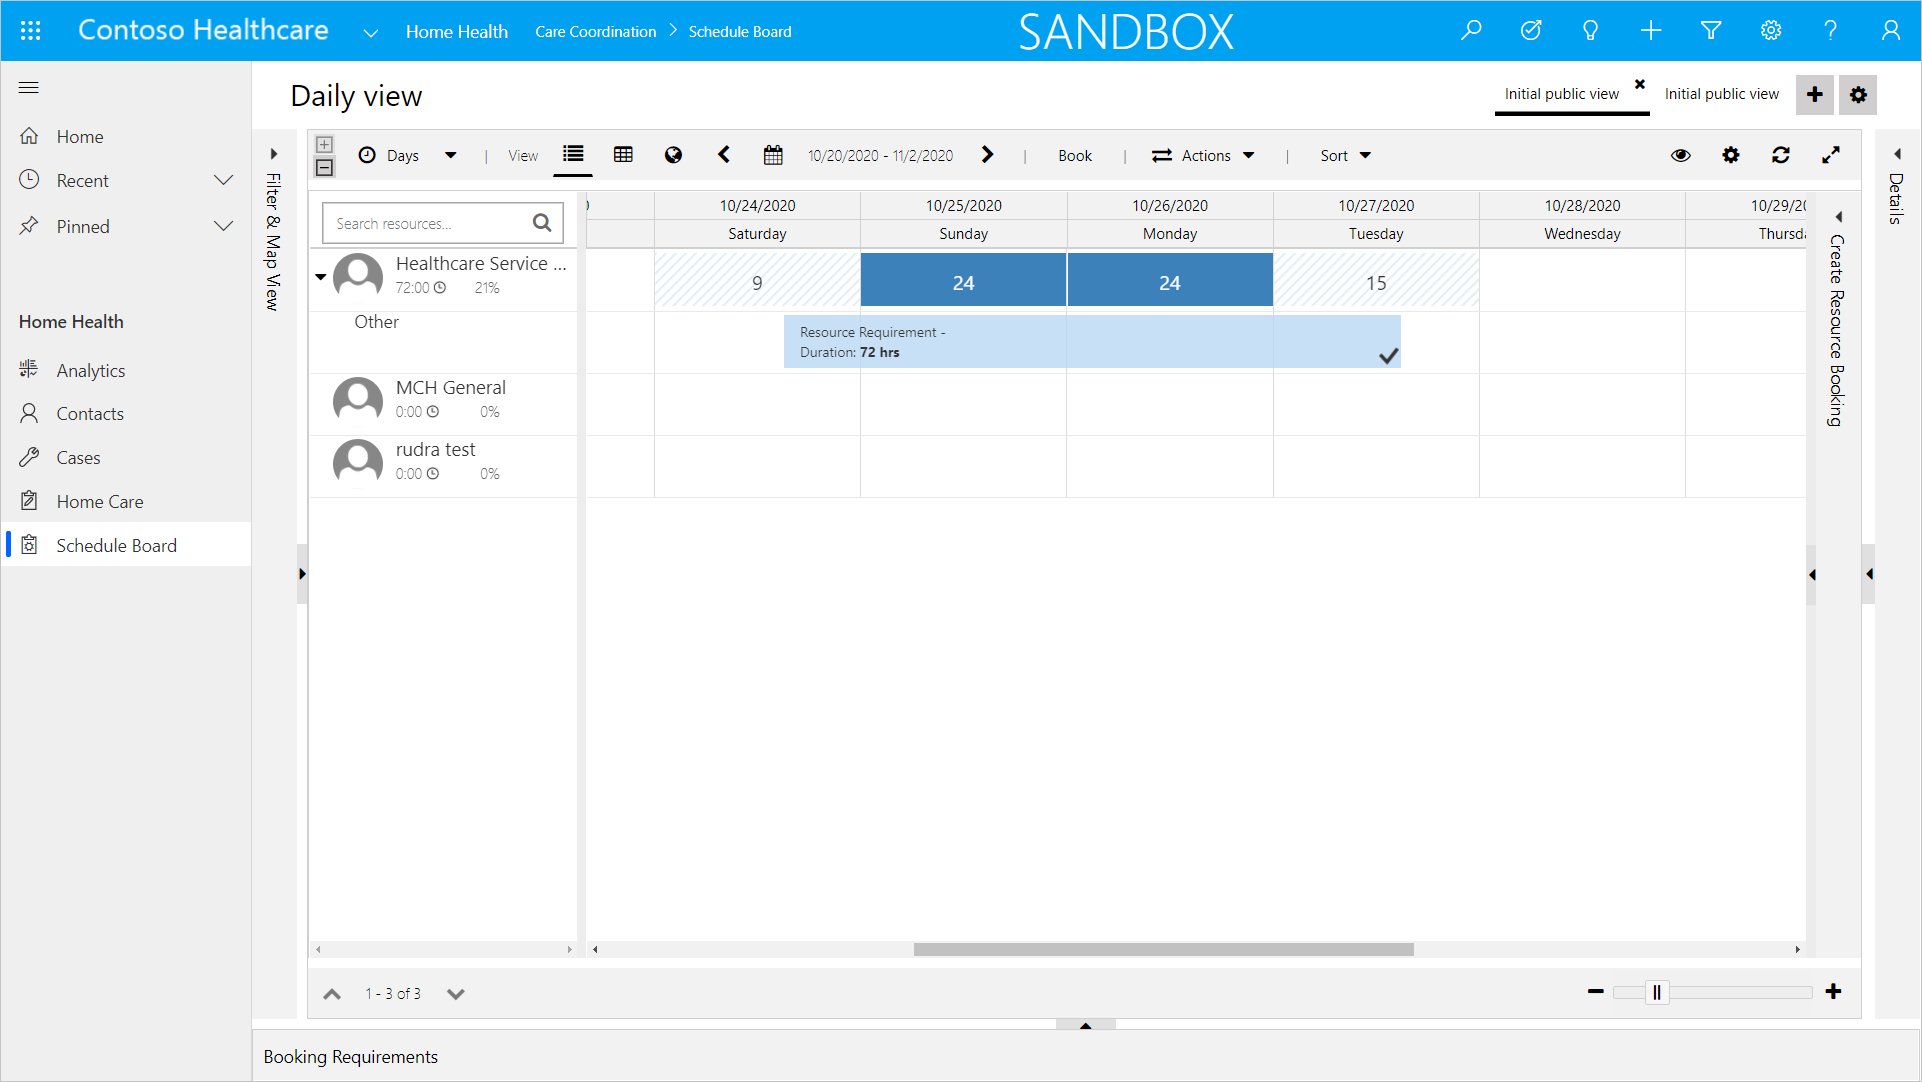 Contoso Healthcare
Home Health
Care Coordination > Schedule Board
SANDBOX
Daily view
Initial public view
Initial public view
Home
Recent
Pinned
Home Health
Analytics
Contacts
Cases
Home Care
Schedule Board
Filter & Map View
Days
View
10/20/2020 - 11/2/2020
Book
Actions
Sort
Details
Create Resource Booking
Search resources...
10/24/2020
Saturday
10/25/2020
Sunday
10/26/2020
Monday
10/27/2020
Tuesday
10/28/2020
Wednesday
Healthcare Service ...
72:00 21%
9
24
24
15
Other
Resource Requirement -
Duration: 72 hrs
MCH General
0:00 0%
rudra test
0:00 0%
1 - 3 of 3
Booking Requirements